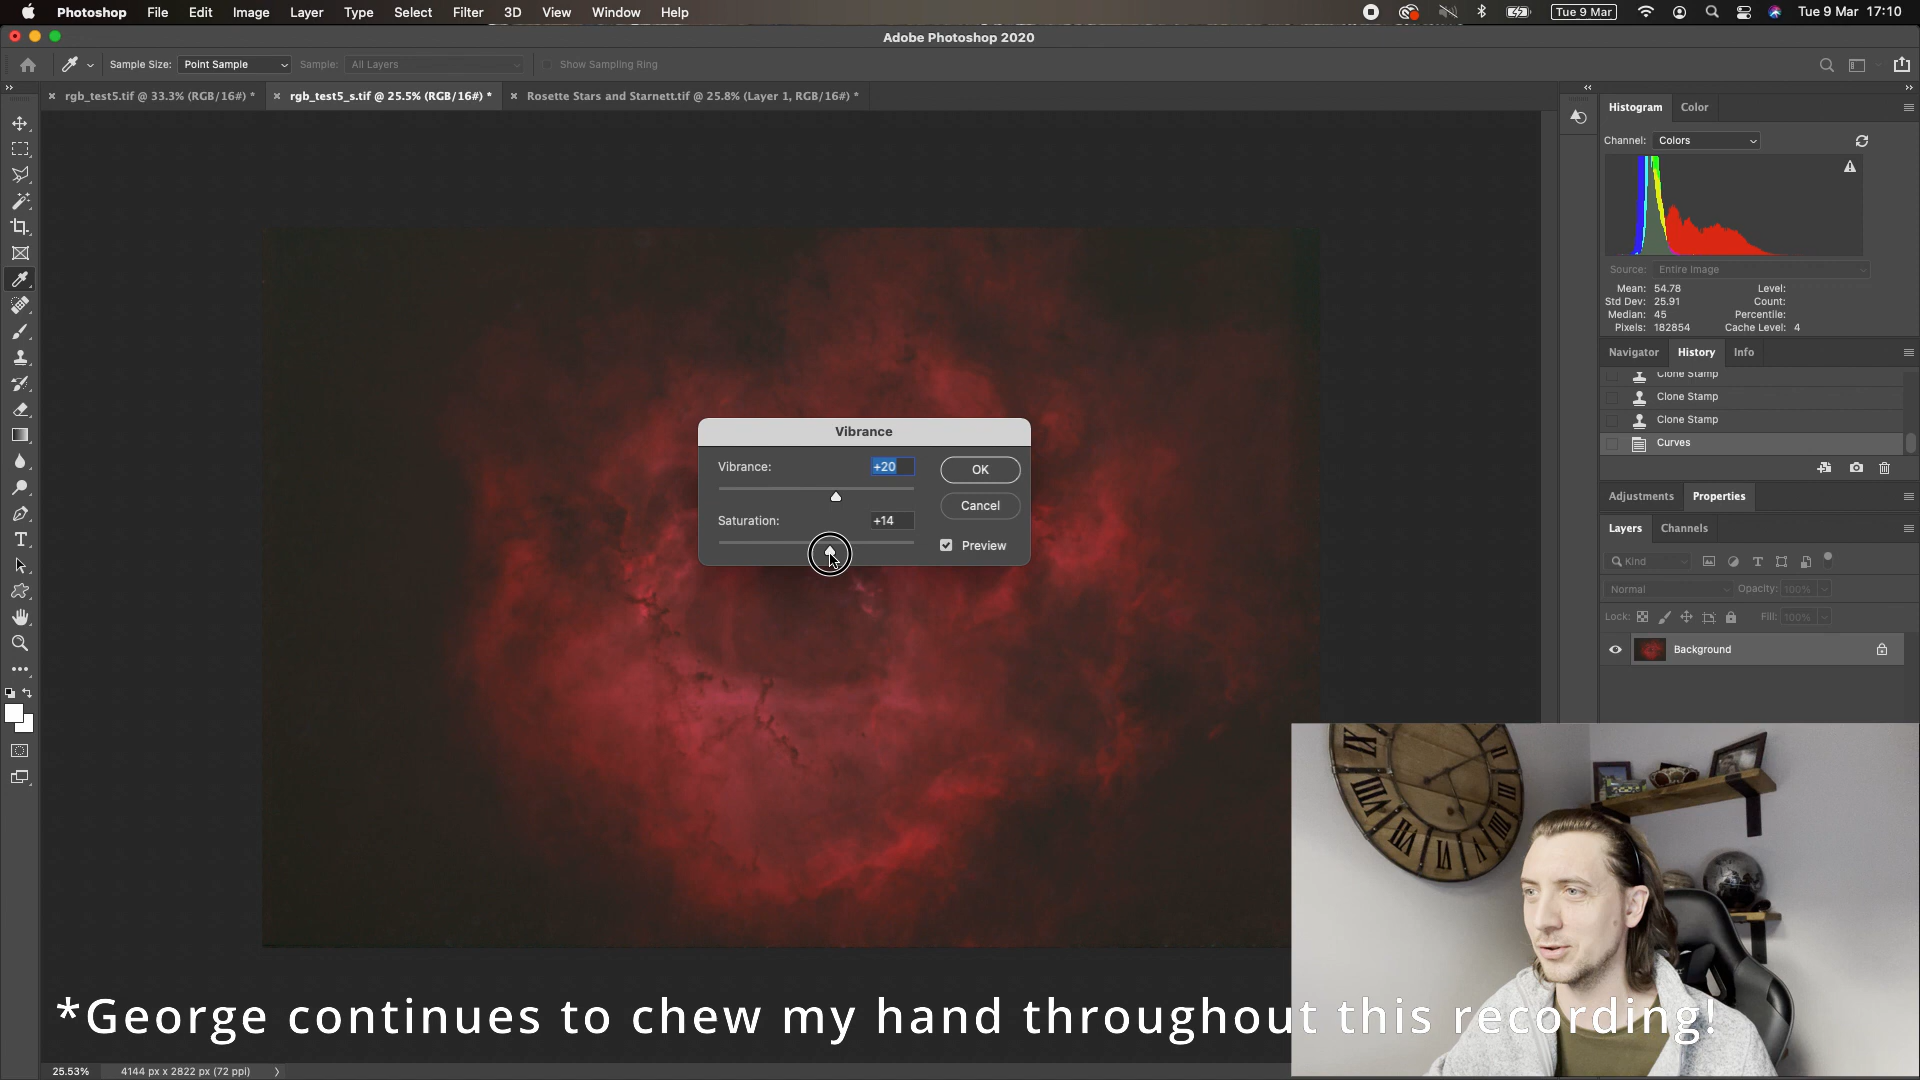 Photoshop File Edit Image Layer Type Select Filter 3D View Window Help Tue 9 Mar Tue 9 Mar 17:10
Adobe Photoshop 2020
Sample Size: Point Sample Sample: All Layers Show Sampling Ring
rgb_test5.tif @ 33.3% (RGB/16#) * rgb_test5_s.tif @ 25.5% (RGB/16#) * Rosette Stars and Starnett.tif @ 25.8% (Layer 1, RGB/16#) *
Histogram Color
Channel: Colors
Source: Entire Image
Mean: 54.78 Level:
Std Dev: 25.91 Count:
Median: 45 Percentile:
Pixels: 182854 Cache Level: 4
Navigator History Info
Clone Stamp
Clone Stamp
Clone Stamp
Curves
Adjustments Properties
Layers Channels
Kind
Normal Opacity: 100%
Lock: Fill: 100%
Background
Vibrance
Vibrance: +20 OK
Cancel
Saturation: +14
Preview
*George continues to chew my hand throughout this recording!
25.53% 4144 px x 2822 px (72 ppi)